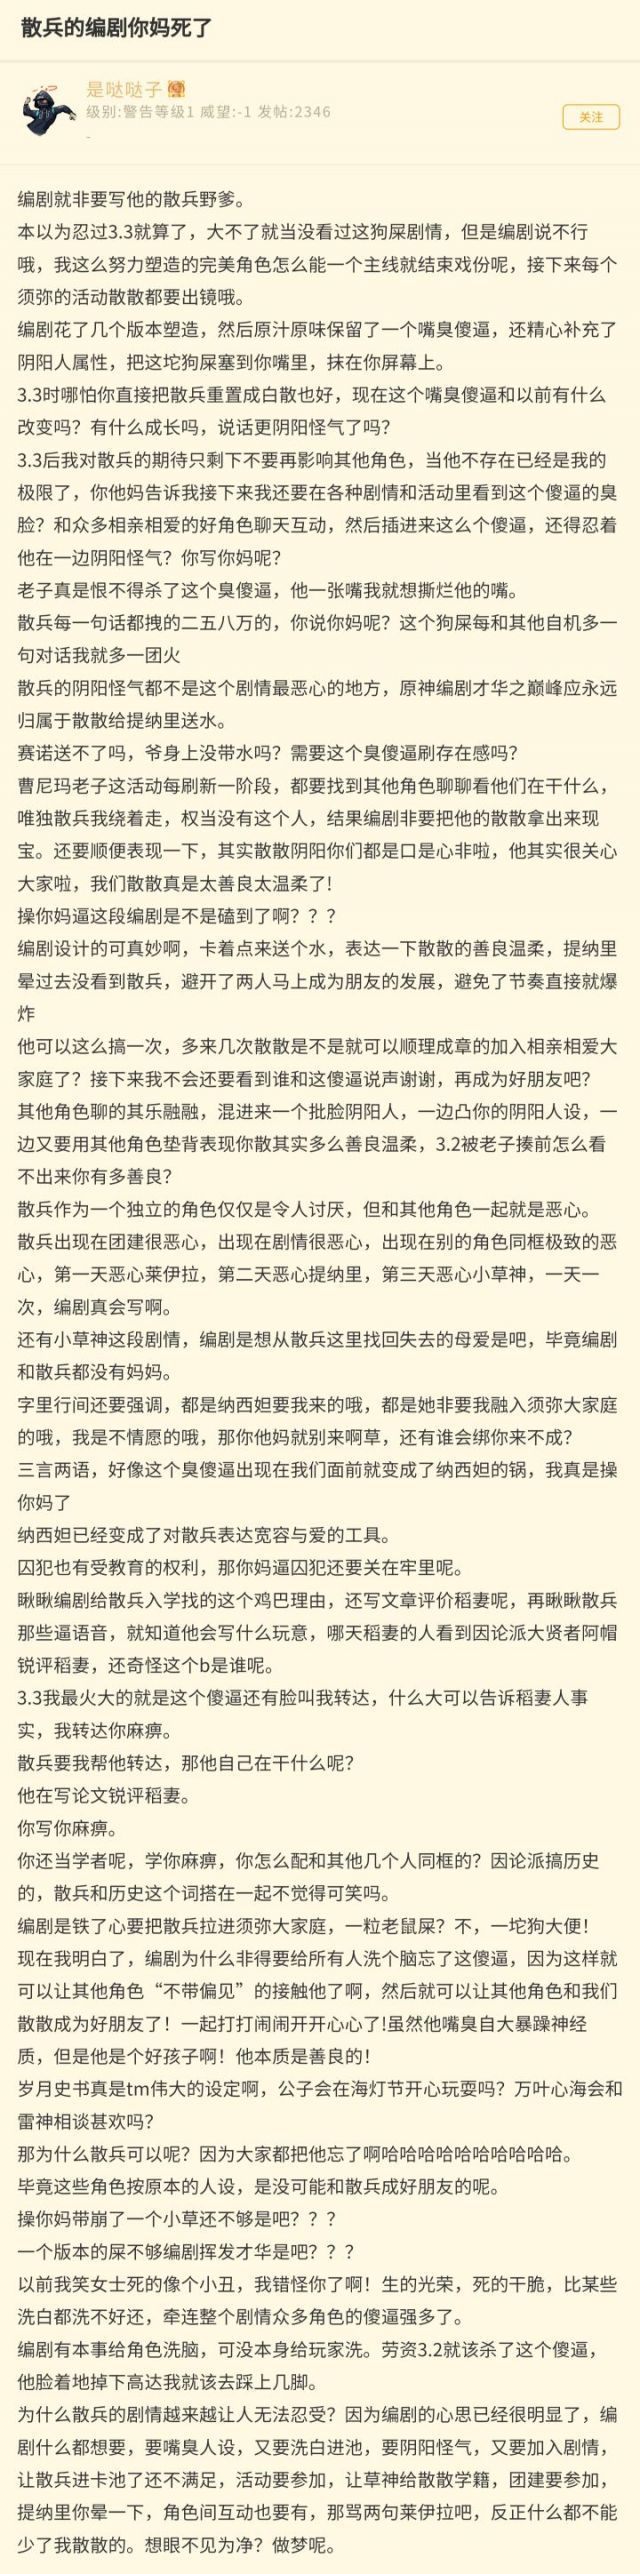 散兵的编剧你妈死了
是哒哒子
级别:警告等级1 威望:-1 发帖:2346
关注
-
编剧就非要写他的散兵野爹。
本以为忍过3.3就算了，大不了就当没看过这狗屎剧情，但是编剧说不行
哦，我这么努力塑造的完美角色怎么能一个主线就结束戏份呢，接下来每个
须弥的活动散散都要出镜哦。
编剧花了几个版本塑造，然后原汁原味保留了一个嘴臭傻逼，还精心补充了
阴阳人属性，把这坨狗屎塞到你嘴里，抹在你屏幕上。
3.3时哪怕你直接把散兵重置成白散也好，现在这个嘴臭傻逼和以前有什么
改变吗？有什么成长吗，说话更阴阳怪气了吗？
3.3后我对散兵的期待只剩下不要再影响其他角色，当他不存在已经是我的
极限了，你他妈告诉我接下来我还要在各种剧情和活动里看到这个傻逼的臭
脸？和众多相亲相爱的好角色聊天互动，然后插进来这么个傻逼，还得忍着
他在一边阴阳怪气？你写你妈呢？
老子真是恨不得杀了这个臭傻逼，他一张嘴我就想撕烂他的嘴。
散兵每一句话都拽的二五八万的，你说你妈呢？这个狗屎每和其他自机多一
句对话我就多一团火
散兵的阴阳怪气都不是这个剧情最恶心的地方，原神编剧才华之巅峰应永远
归属于散散给提纳里送水。
赛诺送不了吗，爷身上没带水吗？需要这个臭傻逼刷存在感吗？
曹尼玛老子这活动每刷新一阶段，都要找到其他角色聊聊看他们在干什么，
唯独散兵我绕着走，权当没有这个人，结果编剧非要把他的散散拿出来现
宝。还要顺便表现一下，其实散散阴阳你们都是口是心非啦，他其实很关心
大家啦，我们散散真是太善良太温柔了!
操你妈逼这段编剧是不是磕到了啊？？？
编剧设计的可真妙啊，卡着点来送个水，表达一下散散的善良温柔，提纳里
晕过去没看到散兵，避开了两人马上成为朋友的发展，避免了节奏直接就爆
炸
他可以这么搞一次，多来几次散散是不是就可以顺理成章的加入相亲相爱大
家庭了？接下来我不会还要看到谁和这傻逼说声谢谢，再成为好朋友吧？
其他角色聊的其乐融融，混进来一个批脸阴阳人，一边凸你的阴阳人设，一
边又要用其他角色垫背表现你散其实多么善良温柔，3.2被老子揍前怎么看
不出来你有多善良？
散兵作为一个独立的角色仅仅是令人讨厌，但和其他角色一起就是恶心。
散兵出现在团建很恶心，出现在剧情很恶心，出现在别的角色同框极致的恶
心，第一天恶心莱伊拉，第二天恶心提纳里，第三天恶心小草神，一天一
次，编剧真会写啊。
还有小草神这段剧情，编剧是想从散兵这里找回失去的母爱是吧，毕竟编剧
和散兵都没有妈妈。
字里行间还要强调，都是纳西妲要我来的哦，都是她非要我融入须弥大家庭
的哦，我是不情愿的哦，那你他妈就别来啊草，还有谁会绑你来不成？
三言两语，好像这个臭傻逼出现在我们面前就变成了纳西妲的锅，我真是操
你妈了
纳西妲已经变成了对散兵表达宽容与爱的工具。
囚犯也有受教育的权利，那你妈逼囚犯还要关在牢里呢。
瞅瞅编剧给散兵入学找的这个鸡巴理由，还写文章评价稻妻呢，再瞅瞅散兵
那些逼语音，就知道他会写什么玩意，哪天稻妻的人看到因论派大贤者阿帽
锐评稻妻，还奇怪这个b是谁呢。
3.3我最火大的就是这个傻逼还有脸叫我转达，什么大可以告诉稻妻人事
实，我转达你麻痹。
散兵要我帮他转达，那他自己在干什么呢？
他在写论文锐评稻妻。
你写你麻痹。
你还当学者呢，学你麻痹，你怎么配和其他几个人同框的？因论派搞历史
的，散兵和历史这个词搭在一起不觉得可笑吗。
编剧是铁了心要把散兵拉进须弥大家庭，一粒老鼠屎？不，一坨狗大便！
现在我明白了，编剧为什么非得要给所有人洗个脑忘了这傻逼，因为这样就
可以让其他角色“不带偏见”的接触他了啊，然后就可以让其他角色和我们
散散成为好朋友了！一起打打闹闹开开心心了!虽然他嘴臭自大暴躁神经
质，但是他是个好孩子啊！他本质是善良的！
岁月史书真是tm伟大的设定啊，公子会在海灯节开心玩耍吗？万叶心海会和
雷神相谈甚欢吗？
那为什么散兵可以呢？因为大家都把他忘了啊哈哈哈哈哈哈哈哈哈哈。
毕竟这些角色按原本的人设，是没可能和散兵成好朋友的呢。
操你妈带崩了一个小草还不够是吧？？？
一个版本的屎不够编剧挥发才华是吧？？？
以前我笑女士死的像个小丑，我错怪你了啊！生的光荣，死的干脆，比某些
洗白都洗不好还，牵连整个剧情众多角色的傻逼强多了。
编剧有本事给角色洗脑，可没本身给玩家洗。劳资3.2就该杀了这个傻逼，
他脸着地掉下高达我就该去踩上几脚。
为什么散兵的剧情越来越让人无法忍受？因为编剧的心思已经很明显了，编
剧什么都想要，要嘴臭人设，又要洗白进池，要阴阳怪气，又要加入剧情，
让散兵进卡池了还不满足，活动要参加，让草神给散散学籍，团建要参加，
提纳里你晕一下，角色间互动也要有，那骂两句莱伊拉吧，反正什么都不能
少了我散散的。想眼不见为净？做梦呢。